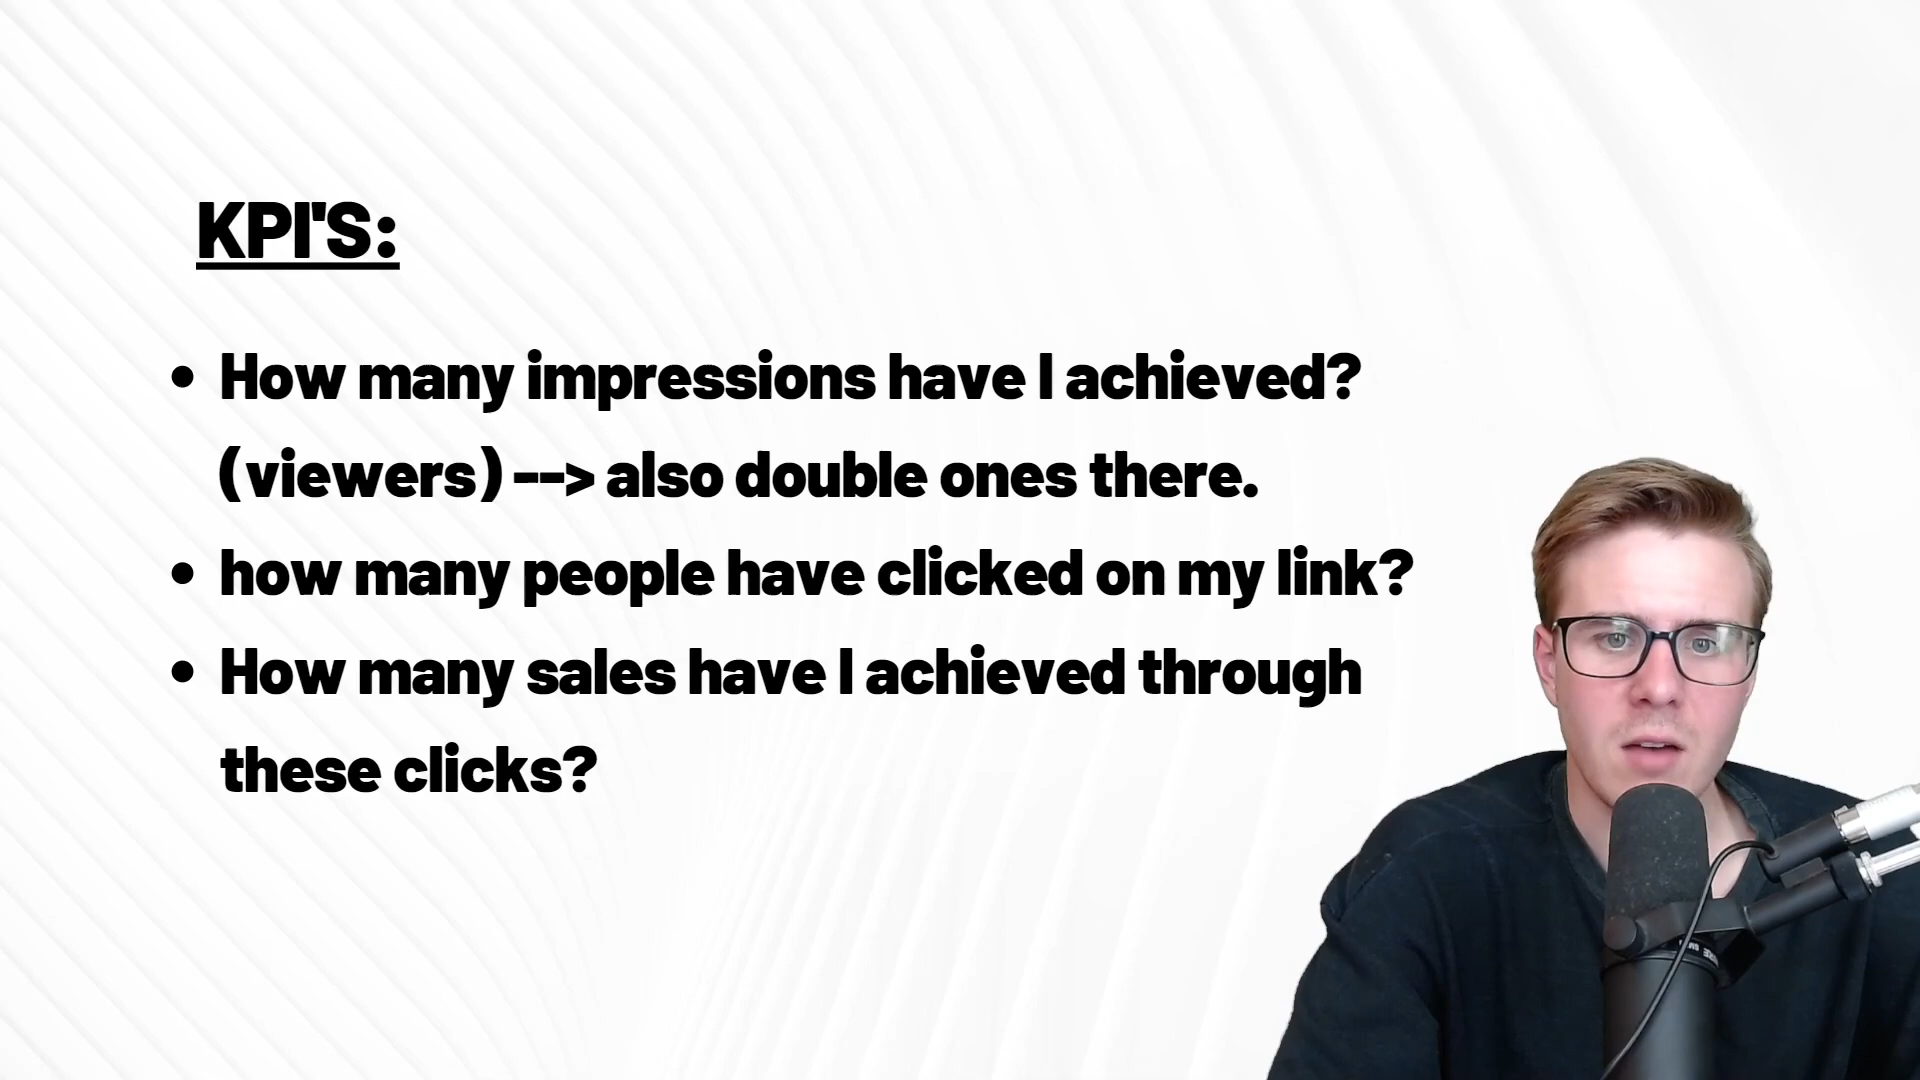 KPI'S:
• How many impressions have I achieved?
(viewers) --> also double ones there.
• how many people have clicked on my link?
• How many sales have I achieved through
these clicks?